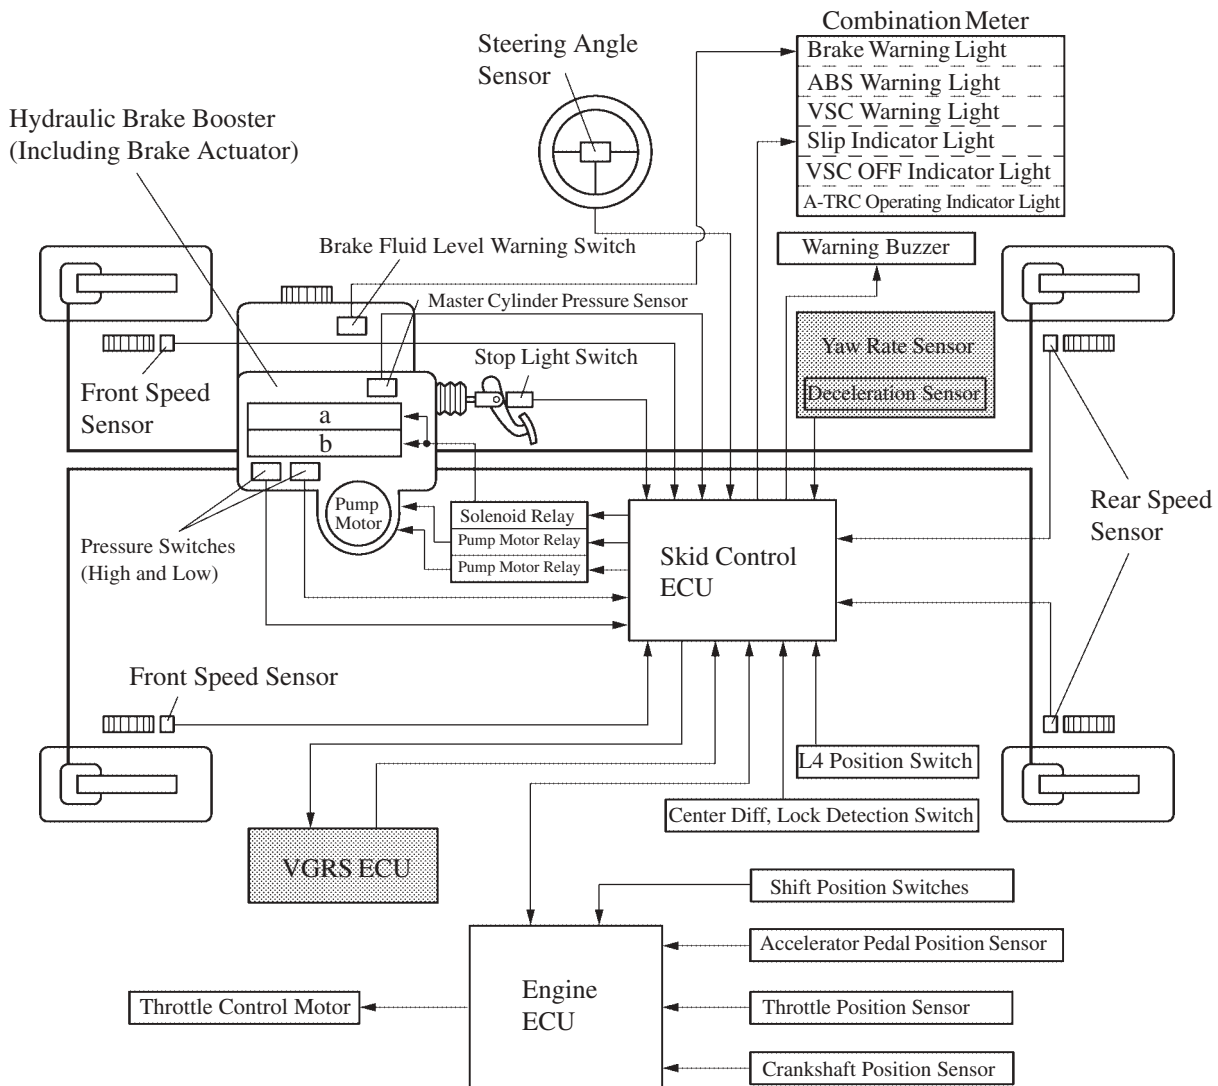 Combination Meter
Brake Warning Light
ABS Warning Light
VSC Warning Light
Slip Indicator Light
VSC OFF Indicator Light
A-TRC Operating Indicator Light
Steering Angle
Sensor
Hydraulic Brake Booster
(Including Brake Actuator)
Brake Fluid Level Warning Switch
Warning Buzzer
Master Cylinder Pressure Sensor
Yaw Rate Sensor
Deceleration Sensor
Stop Light Switch
Front Speed
Sensor
a
b
Pump
Motor
Pressure Switches
(High and Low)
Solenoid Relay
Pump Motor Relay
Pump Motor Relay
Skid Control
ECU
Rear Speed
Sensor
Front Speed Sensor
L4 Position Switch
Center Diff, Lock Detection Switch
VGRS ECU
Shift Position Switches
Accelerator Pedal Position Sensor
Engine
ECU
Throttle Control Motor
Throttle Position Sensor
Crankshaft Position Sensor